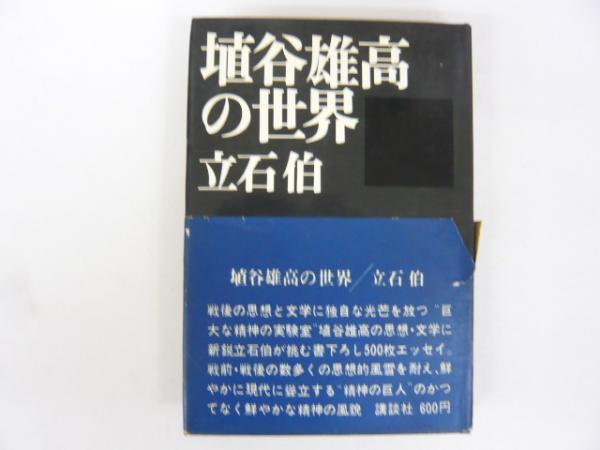 埴谷雄高
の世界
立石伯
埴谷雄高の世界/立石 伯
戦後の思想と文学に独自な光芒を放つ“巨
大な精神の実験室”埴谷雄高の思想・文学に
新鋭立石伯が挑む書下ろし500枚エッセイ。
戦前・戦後の数多くの思想的風雪を耐え、鮮
やかに現代に聳立する“精神の巨人”のかつ
てなく鮮やかな精神の風貌 講談社 600円